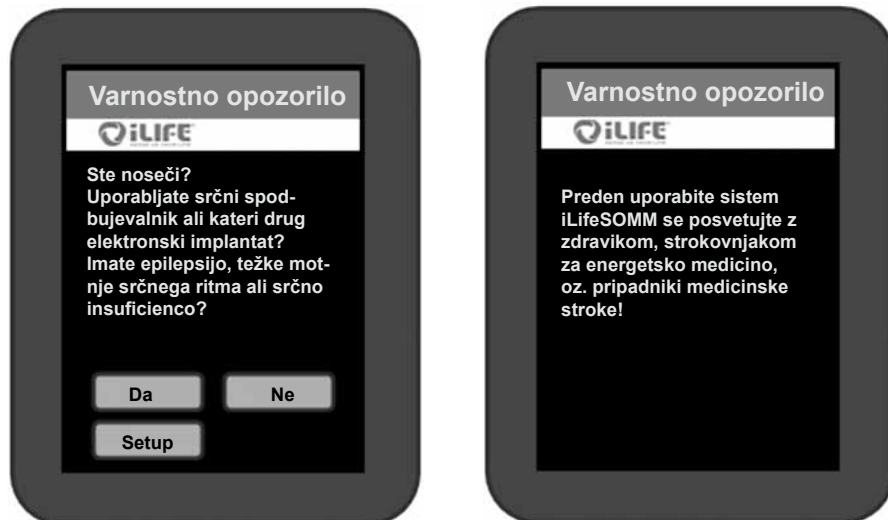 Varnostno opozorilo
iLIFE
Ste noseči?
Uporabljate srčni spod-
bujevalnik ali kateri drug
elektronski implantat?
Imate epilepsijo, težke mot-
nje srčnega ritma ali srčno
insuficienco?
Da
Ne
Setup
Varnostno opozorilo
iLIFE
Preden uporabite sistem
iLifeSOMM se posvetujte z
zdravikom, strokovnjakom
za energetsko medicino,
oz. pripadniki medicinske
stroke!